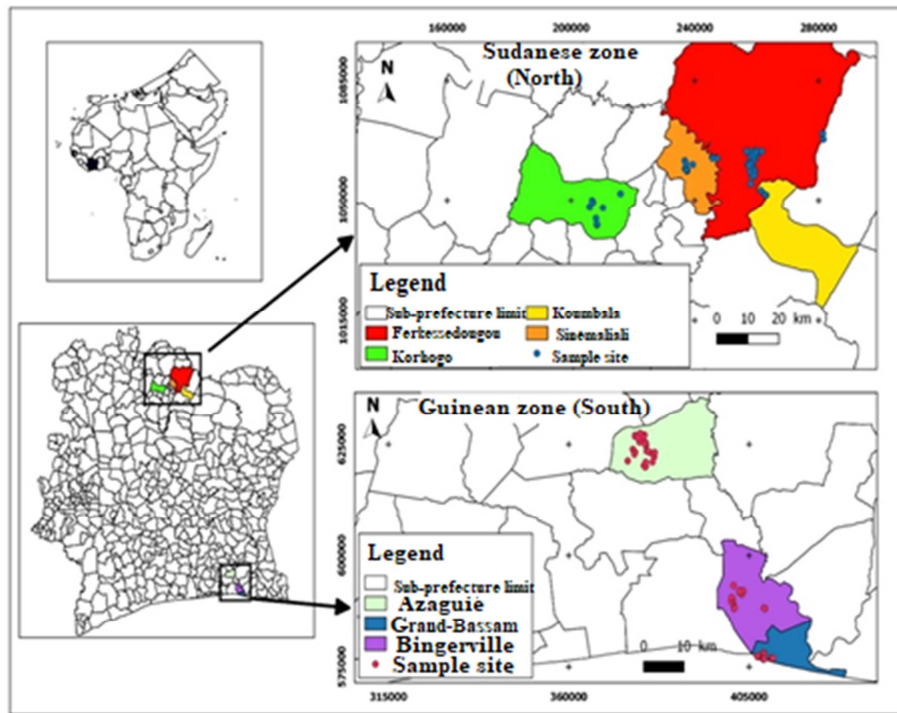 160000 200000 240000 280000
Sudanese zone
(North)
N
1085000
1050000
1015000
Legend
Sub-prefecture limit
Koumbala
Ferkessedougou
Sinémaliali
Korhogo
Sample site
0 10 20 km
Guinean zone (South)
N
625000
600000
575000
Legend
Sub-prefecture limit
Azaguié
Grand-Bassam
Bingerville
Sample site
0 10 km
315000 360000 405000